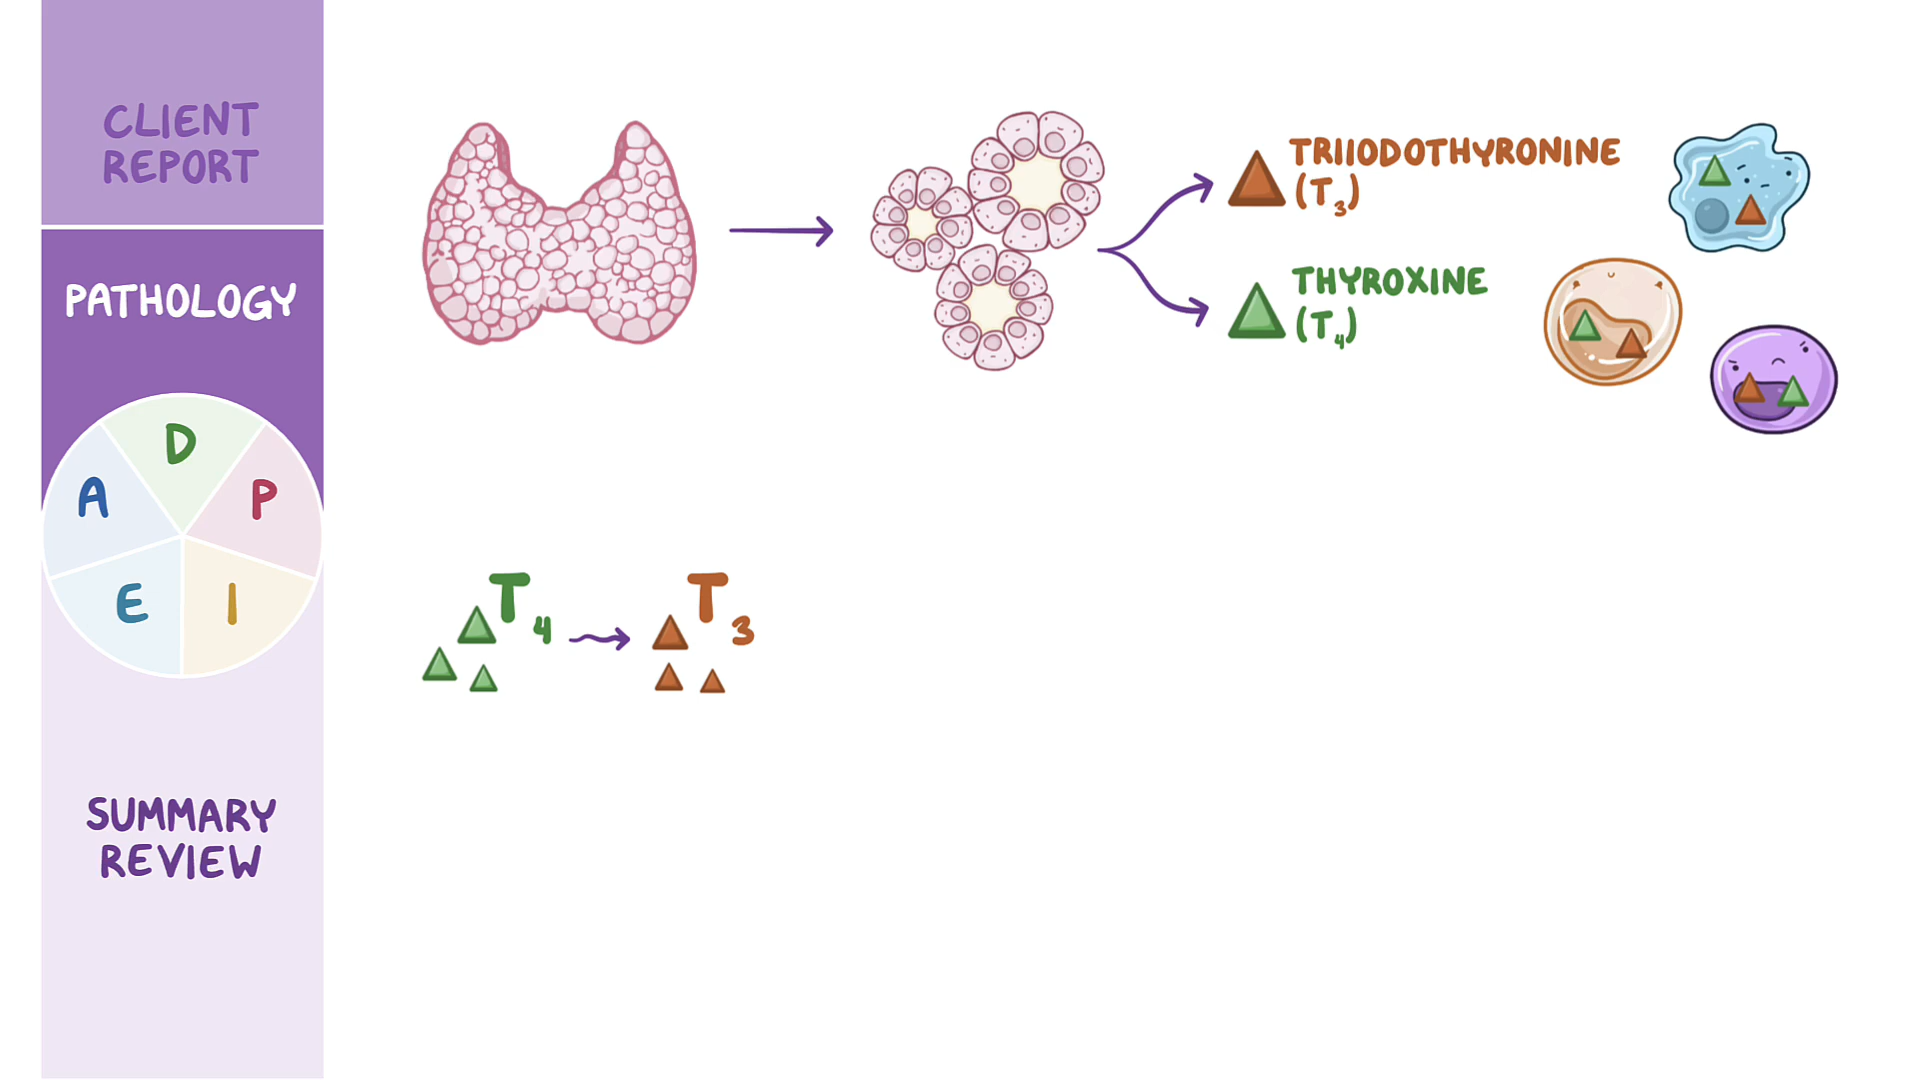 CLIENT
REPORT
PATHOLOGY
D
A
P
E
I
SUMMARY
REVIEW
TRIIODOTHYRONINE
(T₃)
THYROXINE
(T₄)
T₄
T₃